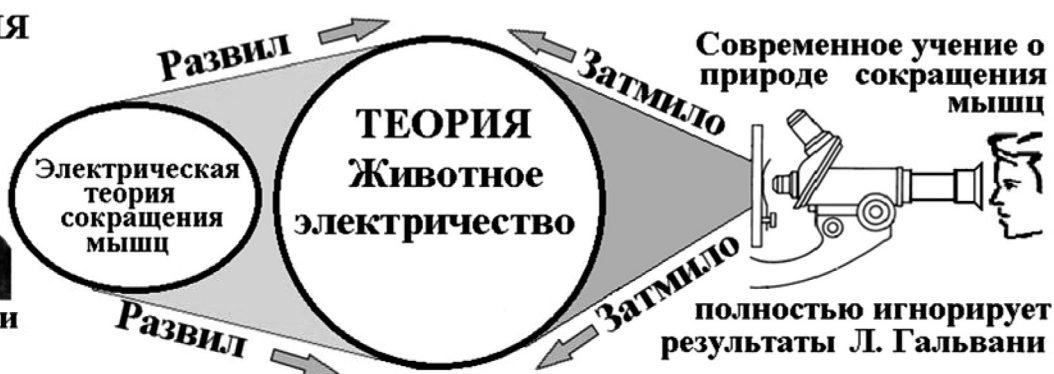 ИЯ
Развил
Затмило
Современное учение о
природе сокращения
мышц
Электрическая
теория
сокращения
мышц
ТЕОРИЯ
Животное
электричество
Развил
Затмило
и
полностью игнорирует
результаты Л. Гальвани